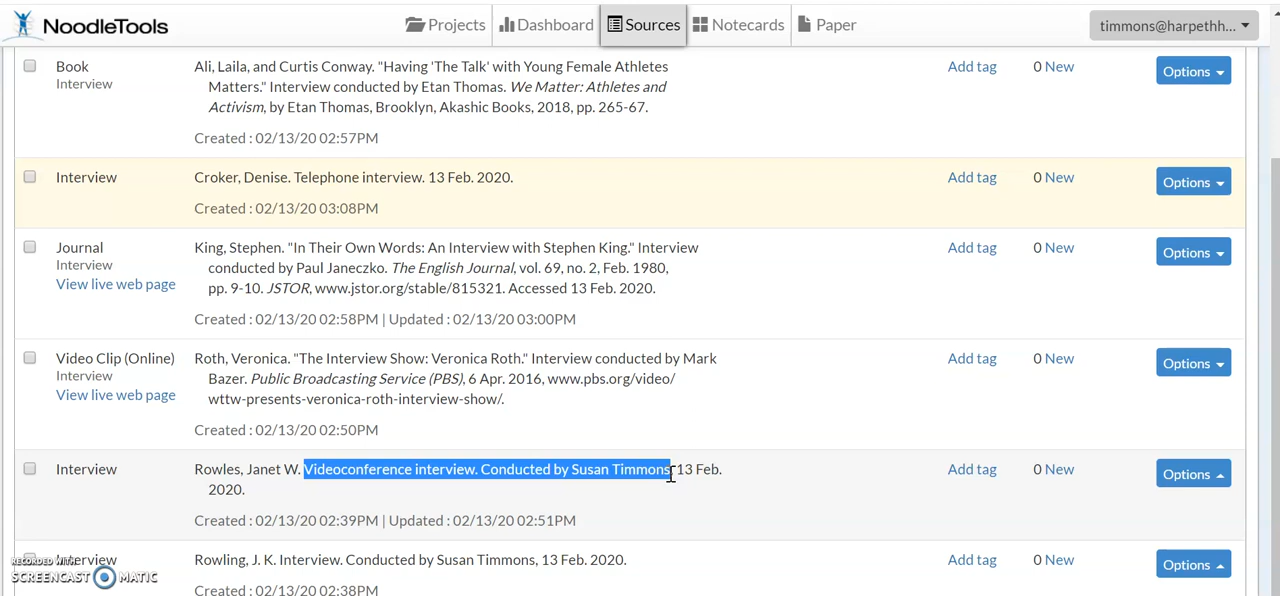 NoodleTools Projects Dashboard Sources Notecards Paper timmons@harpethh...
Book Ali, Laila, and Curtis Conway. "Having 'The Talk' with Young Female Athletes Add tag 0 New Options
Interview Matters." Interview conducted by Etan Thomas. We Matter: Athletes and
Activism, by Etan Thomas, Brooklyn, Akashic Books, 2018, pp. 265-67.
Created : 02/13/20 02:57PM
Interview Croker, Denise. Telephone interview. 13 Feb. 2020. Add tag 0 New Options
Created : 02/13/20 03:08PM
Journal King, Stephen. "In Their Own Words: An Interview with Stephen King." Interview Add tag 0 New Options
Interview conducted by Paul Janeczko. The English Journal, vol. 69, no. 2, Feb. 1980,
View live web page pp. 9-10. JSTOR, www.jstor.org/stable/815321. Accessed 13 Feb. 2020.
Created : 02/13/20 02:58PM | Updated : 02/13/20 03:00PM
Video Clip (Online) Roth, Veronica. "The Interview Show: Veronica Roth." Interview conducted by Mark Add tag 0 New Options
Interview Bazer. Public Broadcasting Service (PBS), 6 Apr. 2016, www.pbs.org/video/
View live web page wttw-presents-veronica-roth-interview-show/.
Created : 02/13/20 02:50PM
Interview Rowles, Janet W. Videoconference interview. Conducted by Susan Timmons, 13 Feb. Add tag 0 New Options
2020.
Created : 02/13/20 02:39PM | Updated : 02/13/20 02:51PM
Interview Rowling, J. K. Interview. Conducted by Susan Timmons, 13 Feb. 2020. Add tag 0 New Options
RECORDED WITH
SCREENCAST MATIC
Created : 02/13/20 02:38PM